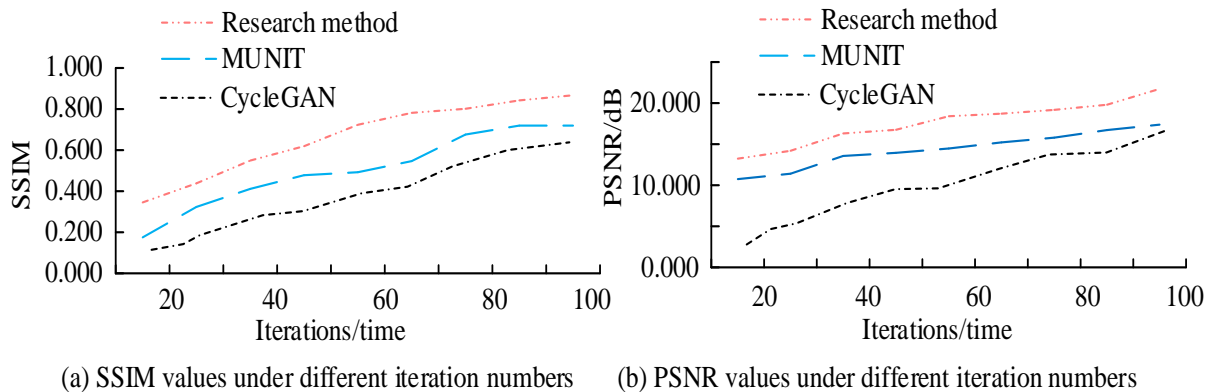 Research method
MUNIT
CycleGAN
1.000
0.800
0.600
0.400
0.200
0.000
SSIM
20
40
60
80
100
Iterations/time
(a) SSIM values under different iteration numbers
Research method
MUNIT
CycleGAN
20.000
10.000
0.000
PSNR/dB
20
40
60
80
100
Iterations/time
(b) PSNR values under different iteration numbers